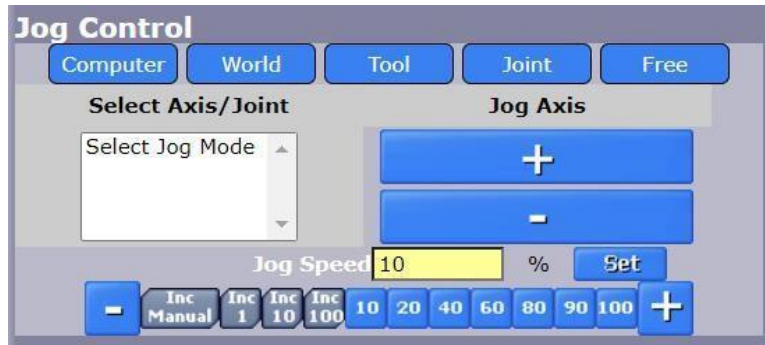 Jog Control
Computer World Tool Joint Free
Select Axis/Joint Jog Axis
Select Jog Mode
+
-
Jog Speed 10 % Set
- Inc Manual Inc 1 Inc 10 Inc 100 10 20 40 60 80 90 100 +